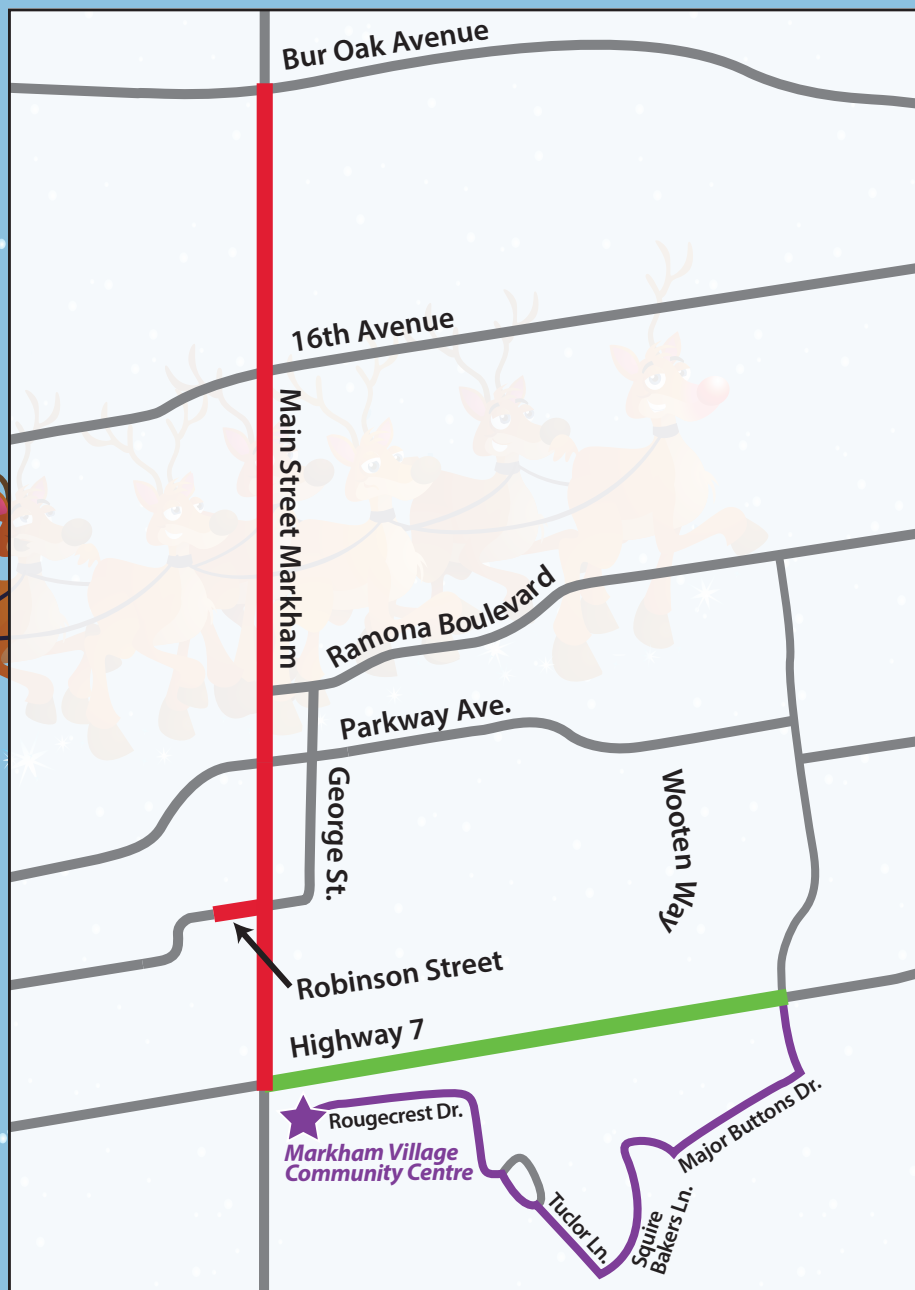 Bur Oak Avenue
16th Avenue
Main Street Markham
Ramona Boulevard
Parkway Ave.
George St.
Wooten Way
Robinson Street
Highway 7
Rougecrest Dr.
Markham Village
Community Centre
Major Buttons Dr.
Tuclor Ln.
Squire
Bakers Ln.